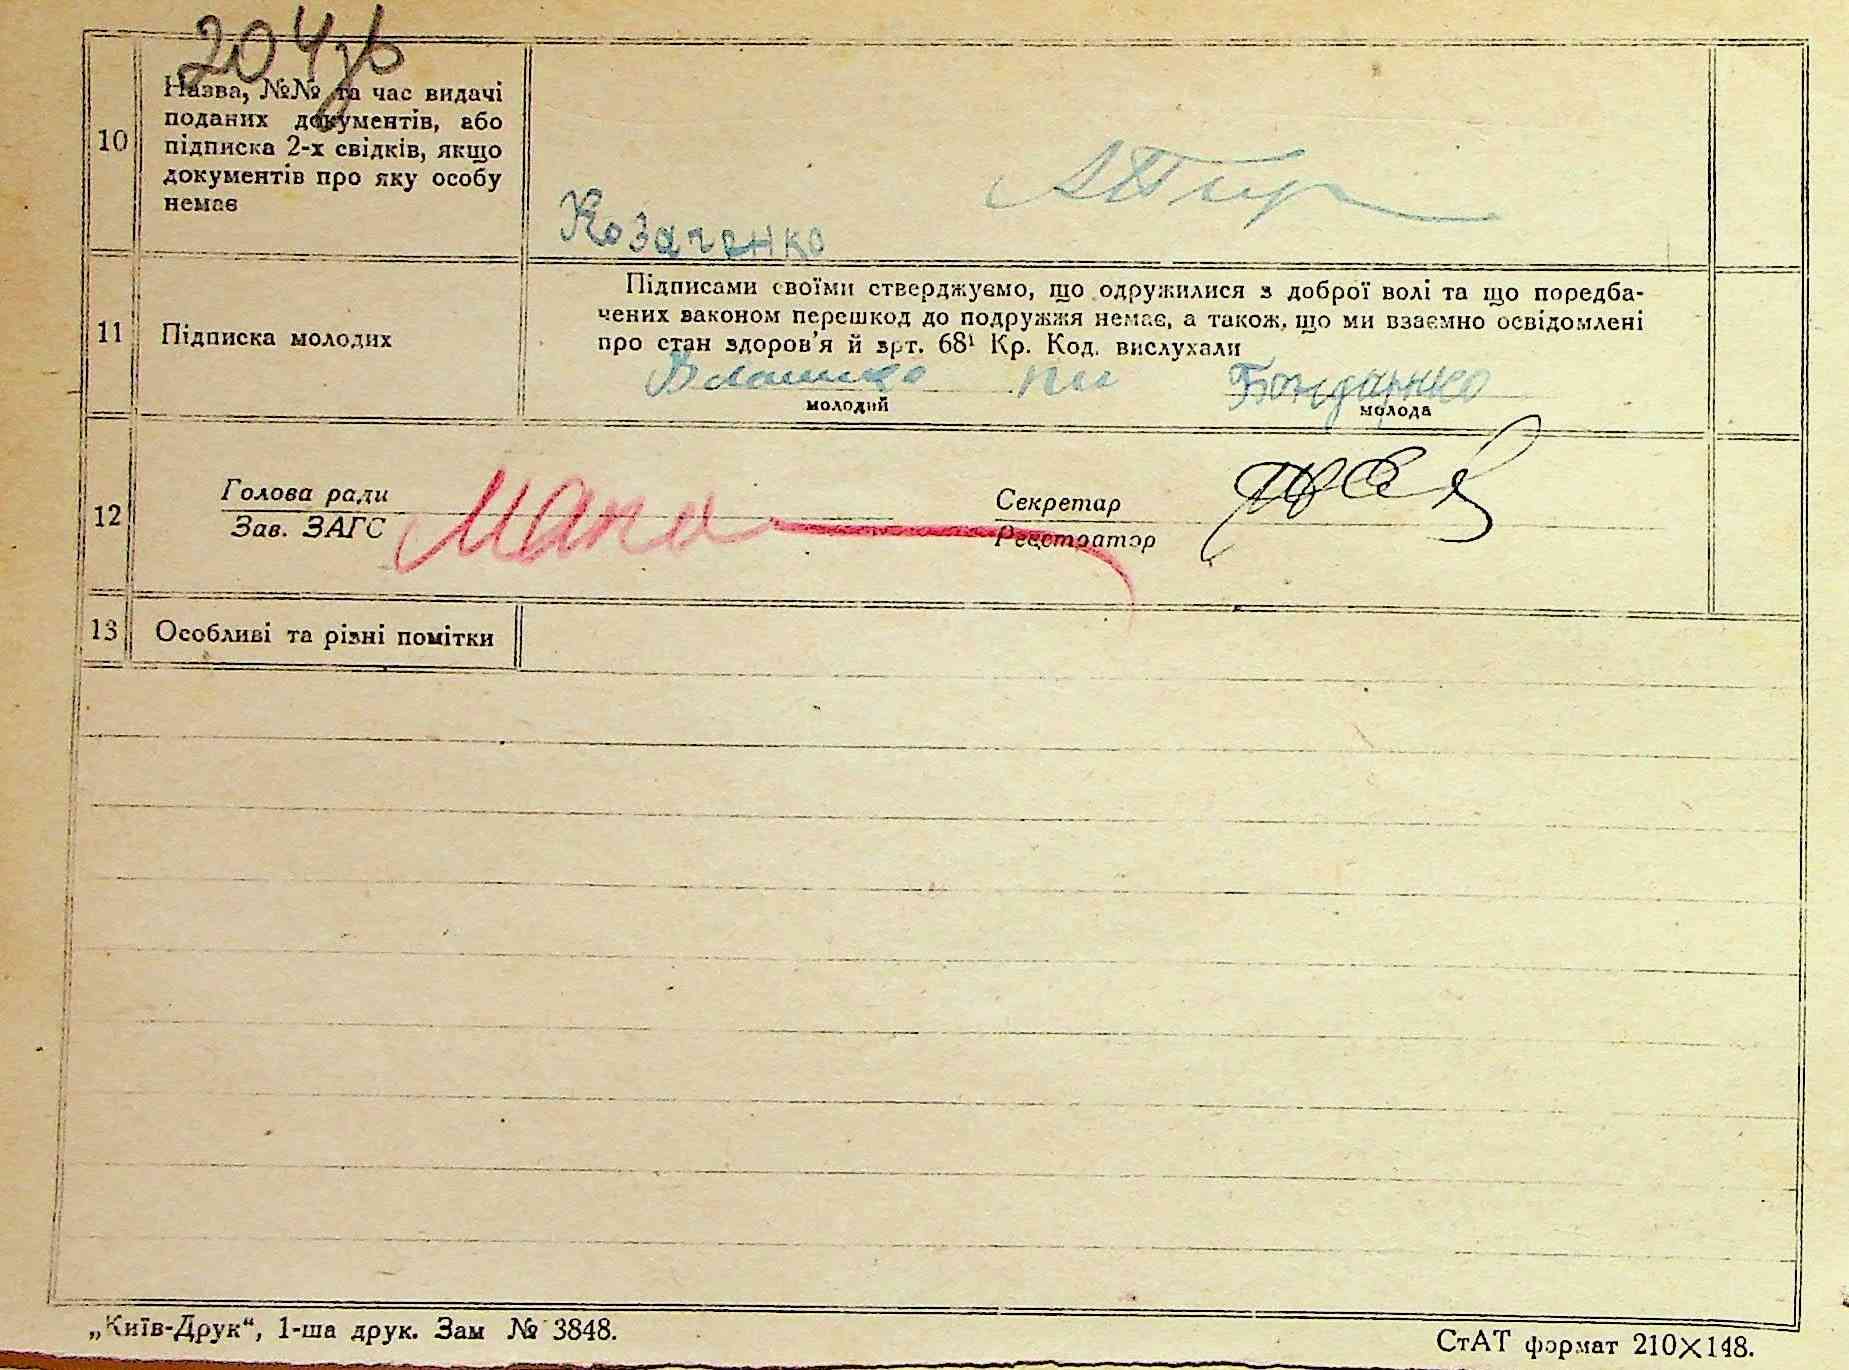 204зв
10
Назва, №№ та час видачі
поданих документів, або
підписка 2-х свідків, якщо
документів про яку особу
немає
Козаченко
11
Підписка молодих
Підписами своїми стверджуємо, що одружилися з доброї волі та що поредба-
чених законом перешкод до подружжя немає, а також, що ми взаємно освідомлені
про стан здоров'я й арт. 68¹ Кр. Код. вислухали
Бондаренко
молодий
молода
12
Голова ради
Зав. ЗАГС
Секретар
Реєстратор
13
Особливі та різні помітки
„Київ-Друк“, 1-ша друк. Зам № 3848.
СтАТ формат 210×148.